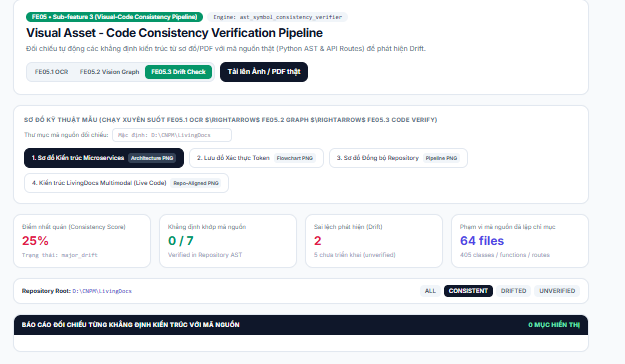 FE05 • Sub-feature 3 (Visual-Code Consistency Pipeline) Engine: ast_symbol_consistency_verifier
Visual Asset - Code Consistency Verification Pipeline
Đối chiếu tự động các khẳng định kiến trúc từ sơ đồ/PDF với mã nguồn thật (Python AST & API Routes) để phát hiện Drift.
FE05.1 OCR FE05.2 Vision Graph FE05.3 Drift Check Tải lên Ảnh / PDF thật
SƠ ĐỒ KỸ THUẬT MẪU (CHẠY XUYÊN SUỐT FE05.1 OCR $\RIGHTARROW$ FE05.2 GRAPH $\RIGHTARROW$ FE05.3 CODE VERIFY)
Thư mục mã nguồn đối chiếu: Mặc định: D:\CNPM\LivingDocs
1. Sơ đồ Kiến trúc Microservices Architecture PNG 2. Lưu đồ Xác thực Token Flowchart PNG 3. Sơ đồ Đồng bộ Repository Pipeline PNG
4. Kiến trúc LivingDocs Multimodal (Live Code) Repo-Aligned PNG
Điểm nhất quán (Consistency Score) Khẳng định khớp mã nguồn Sai lệch phát hiện (Drift) Phạm vi mã nguồn đã lập chỉ mục
25% 0 / 7 2 64 files
Trạng thái: major_drift Verified in Repository AST 5 chưa triển khai (unverified) 405 classes / functions / routes
Repository Root: D:\CNPM\LivingDocs ALL CONSISTENT DRIFTED UNVERIFIED
BÁO CÁO ĐỐI CHIẾU TỪNG KHẲNG ĐỊNH KIẾN TRÚC VỚI MÃ NGUỒN 0 MỤC HIỂN THỊ